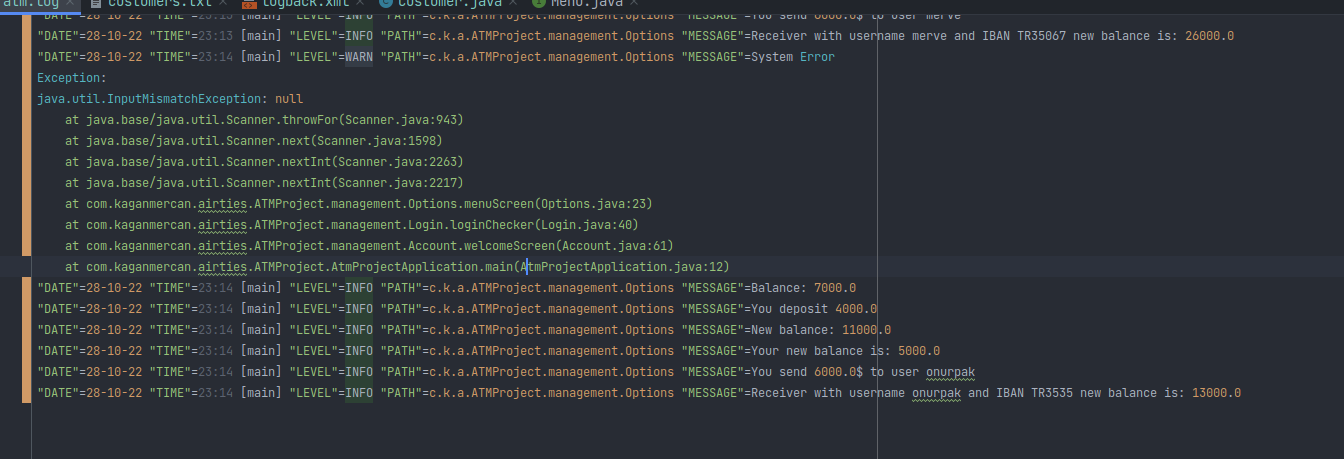 atm.log customers.txt logback.xml Customer.java Menu.java
"DATE"=28-10-22 "TIME"=23:13 [main] "LEVEL"=INFO "PATH"=c.k.a.ATMProject.management.Options "MESSAGE"=You send 6000.0$ to user merve
"DATE"=28-10-22 "TIME"=23:13 [main] "LEVEL"=INFO "PATH"=c.k.a.ATMProject.management.Options "MESSAGE"=Receiver with username merve and IBAN TR35067 new balance is: 26000.0
"DATE"=28-10-22 "TIME"=23:14 [main] "LEVEL"=WARN "PATH"=c.k.a.ATMProject.management.Options "MESSAGE"=System Error
Exception:
java.util.InputMismatchException: null
at java.base/java.util.Scanner.throwFor(Scanner.java:943)
at java.base/java.util.Scanner.next(Scanner.java:1598)
at java.base/java.util.Scanner.nextInt(Scanner.java:2263)
at java.base/java.util.Scanner.nextInt(Scanner.java:2217)
at com.kaganmercan.airties.ATMProject.management.Options.menuScreen(Options.java:23)
at com.kaganmercan.airties.ATMProject.management.Login.loginChecker(Login.java:40)
at com.kaganmercan.airties.ATMProject.management.Account.welcomeScreen(Account.java:61)
at com.kaganmercan.airties.ATMProject.AtmProjectApplication.main(AtmProjectApplication.java:12)
"DATE"=28-10-22 "TIME"=23:14 [main] "LEVEL"=INFO "PATH"=c.k.a.ATMProject.management.Options "MESSAGE"=Balance: 7000.0
"DATE"=28-10-22 "TIME"=23:14 [main] "LEVEL"=INFO "PATH"=c.k.a.ATMProject.management.Options "MESSAGE"=You deposit 4000.0
"DATE"=28-10-22 "TIME"=23:14 [main] "LEVEL"=INFO "PATH"=c.k.a.ATMProject.management.Options "MESSAGE"=New balance: 11000.0
"DATE"=28-10-22 "TIME"=23:14 [main] "LEVEL"=INFO "PATH"=c.k.a.ATMProject.management.Options "MESSAGE"=Your new balance is: 5000.0
"DATE"=28-10-22 "TIME"=23:14 [main] "LEVEL"=INFO "PATH"=c.k.a.ATMProject.management.Options "MESSAGE"=You send 6000.0$ to user onurpak
"DATE"=28-10-22 "TIME"=23:14 [main] "LEVEL"=INFO "PATH"=c.k.a.ATMProject.management.Options "MESSAGE"=Receiver with username onurpak and IBAN TR3535 new balance is: 13000.0